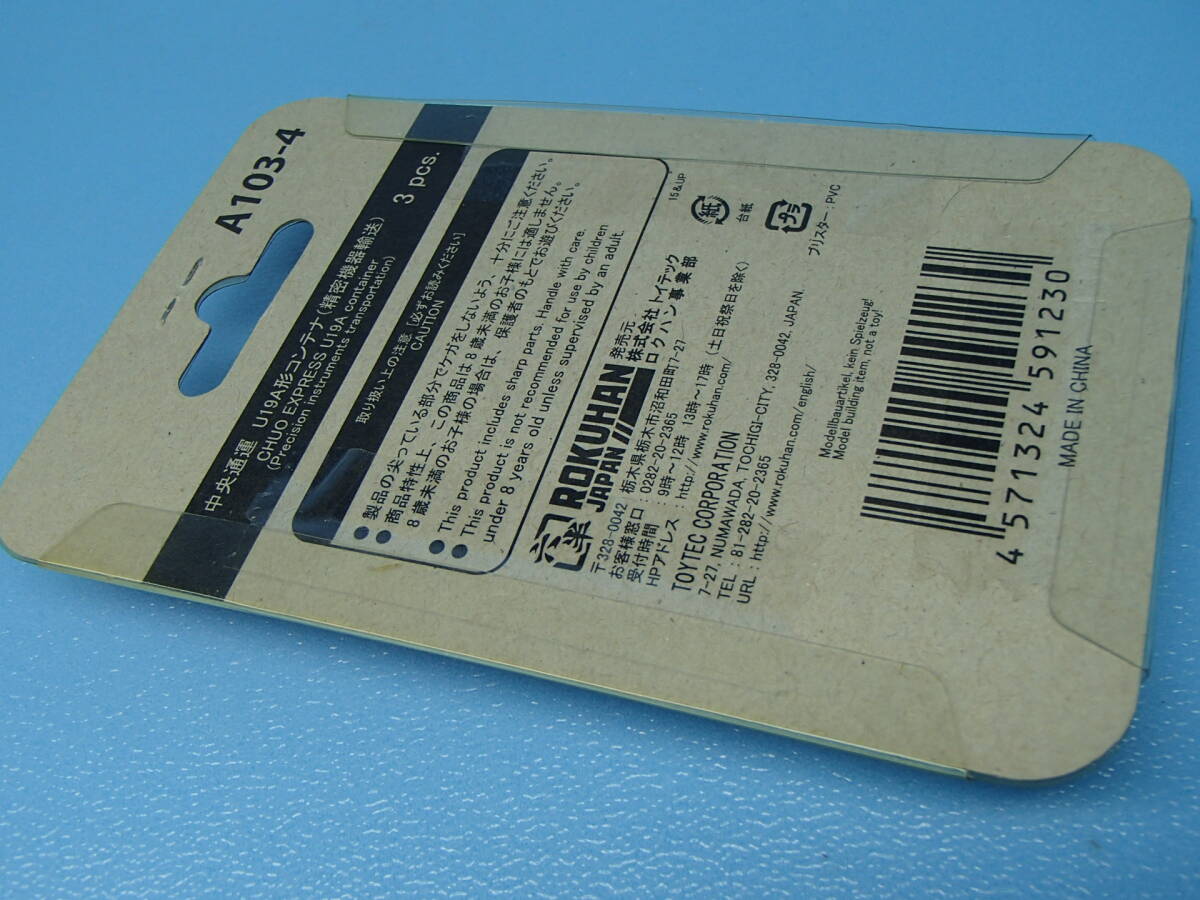 A103-4
中央通運 U19A形コンテナ（精密機器輸送）
CHUO EXPRESS U19A container
(Precision instruments transportation)
3 pcs.
取り扱い上の注意 [必ずお読みください]
CAUTION
●製品の尖っている部分でケガをしないよう、十分にご注意ください。
●商品特性上、この商品は8歳未満のお子様には適しません。
8歳未満のお子様の場合は、保護者のもとでお遊びください。
●This product includes sharp parts. Handle with care.
●This product is not recommended for use by children
under 8 years old unless supervised by an adult.
15&UP
ROKUHAN
JAPAN
発売元
株式会社トイテック
ロクハン事業部
〒328-0042 栃木県栃木市沼和田町7-27
お客様窓口：0282-20-2365
受付時間：9時～12時 13時～17時（土日祝祭日を除く）
HPアドレス：http://www.rokuhan.com/
TOYTEC CORPORATION
7-27, NUMAWADA, TOCHIGI-CITY, 328-0042, JAPAN.
TEL : 81-282-20-2365
URL : http://www.rokuhan.com/english/
紙
台紙
プラ
ブリスター：PVC
Modellbauartikel, kein Spielzeug!
Model building item, not a toy!
4 571324 591230
MADE IN CHINA